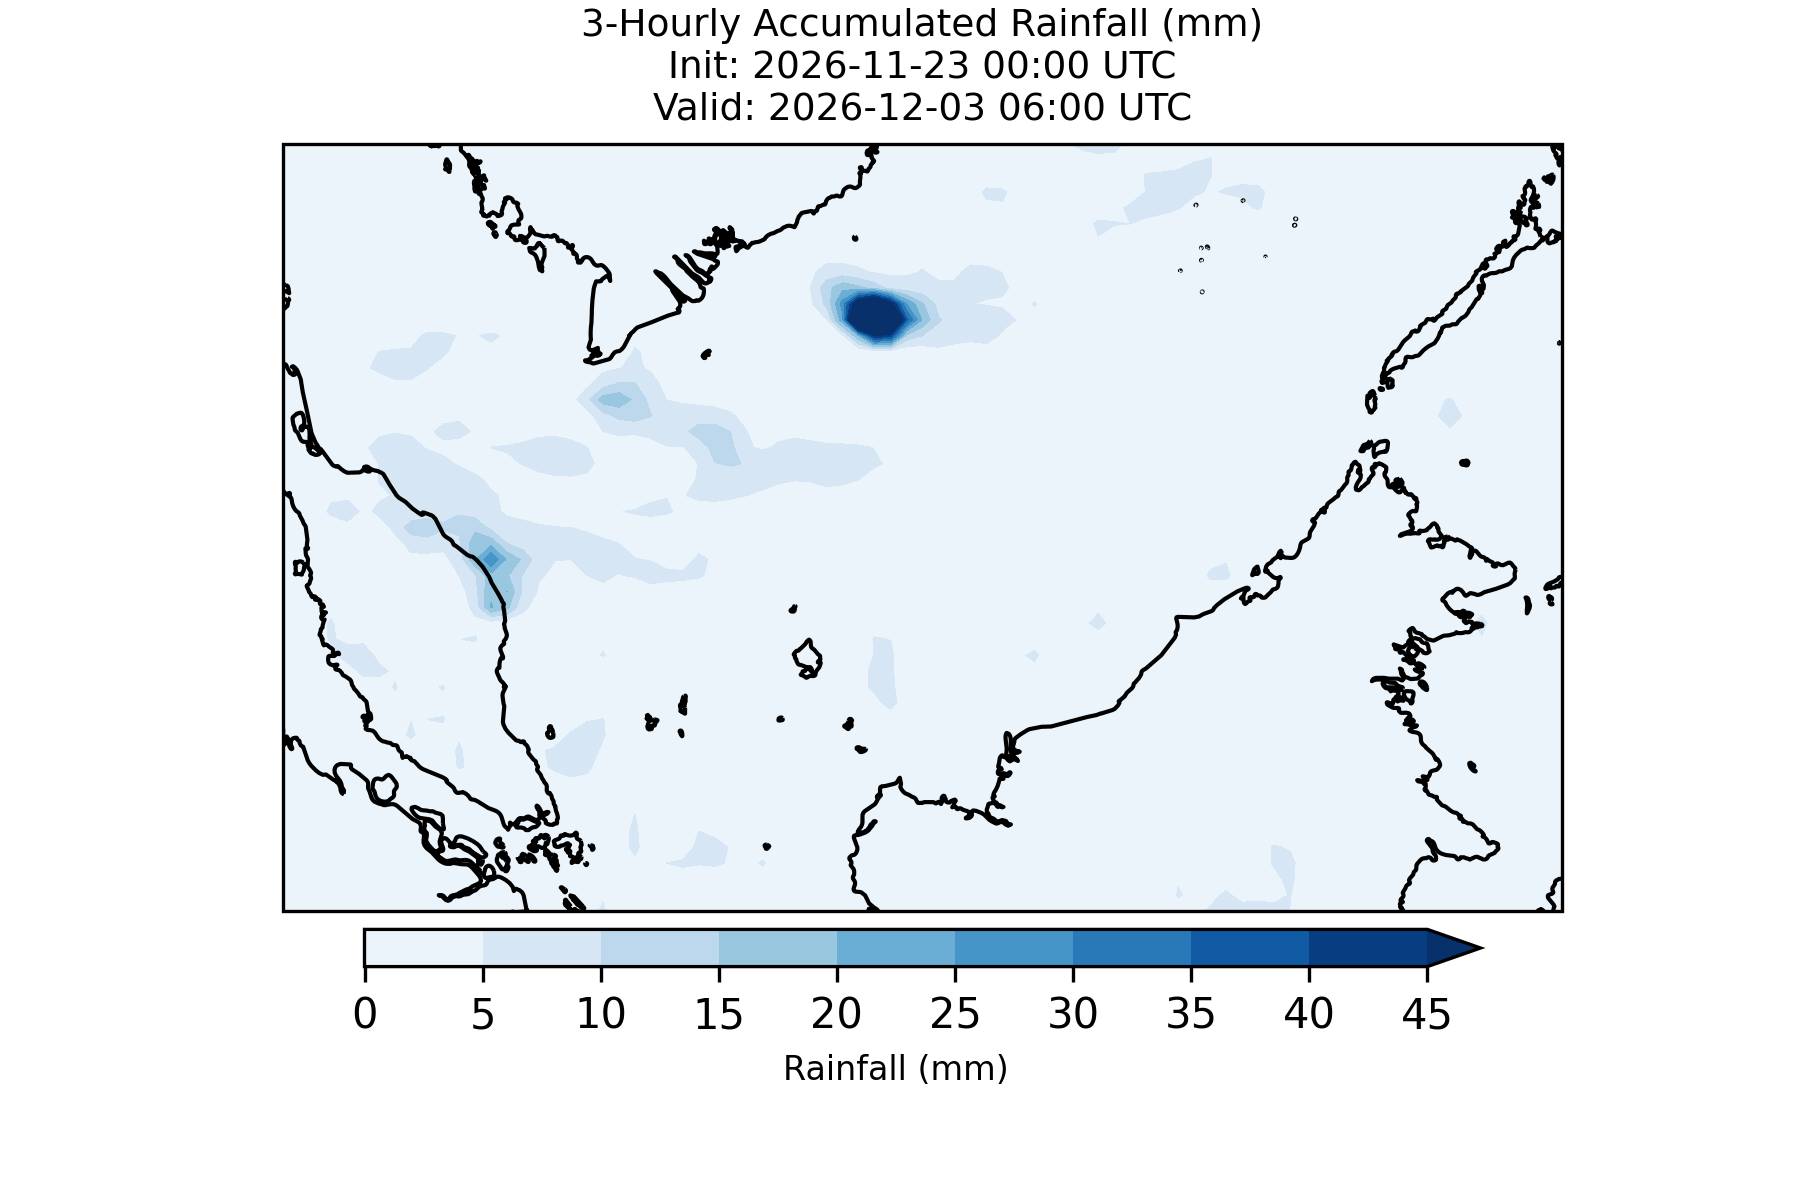 3-Hourly Accumulated Rainfall (mm)
Init: 2026-11-23 00:00 UTC
Valid: 2026-12-03 06:00 UTC
0 5 10 15 20 25 30 35 40 45
Rainfall (mm)